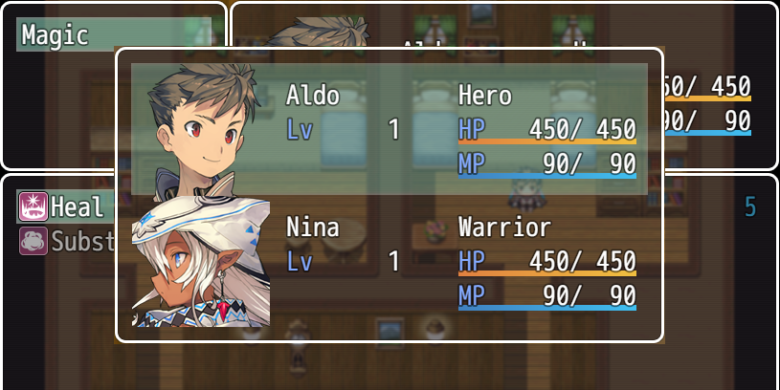 Magic
Aldo
Hero
Lv 1
HP 450/ 450
MP 90/ 90
Nina
Warrior
Lv 1
HP 450/ 450
MP 90/ 90
50/ 450
90/ 90
Heal
5
Subst